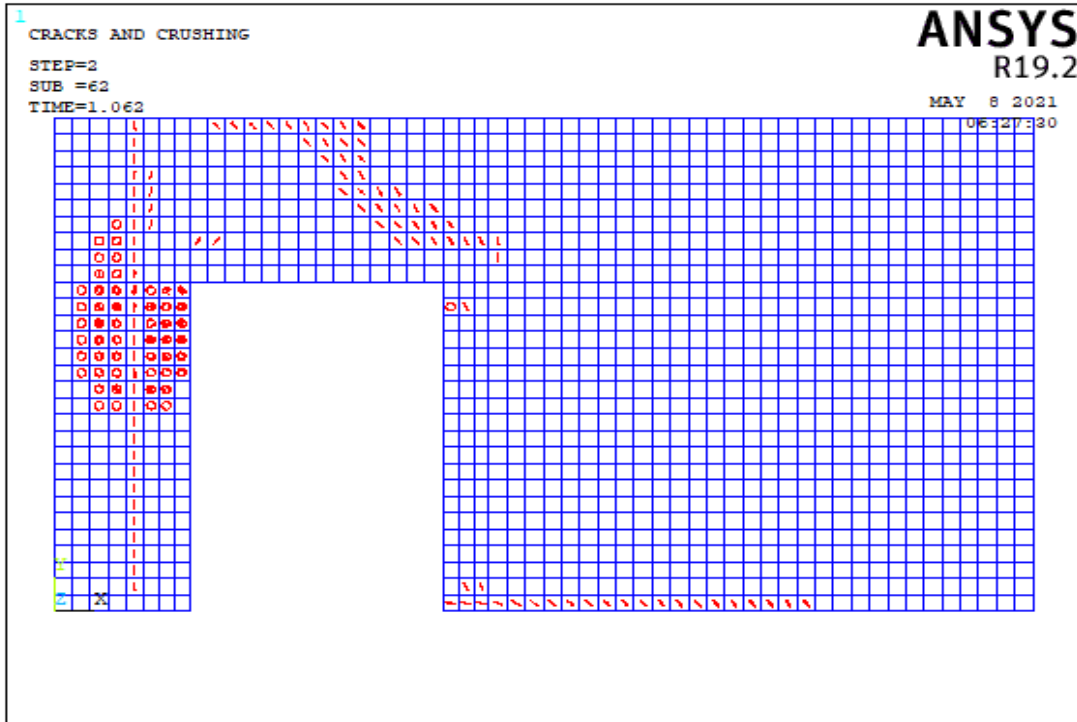 1
CRACKS AND CRUSHING
STEP=2
SUB =62
TIME=1.062
ANSYS
R19.2
MAY 8 2021
06:27:30
Y
Z X